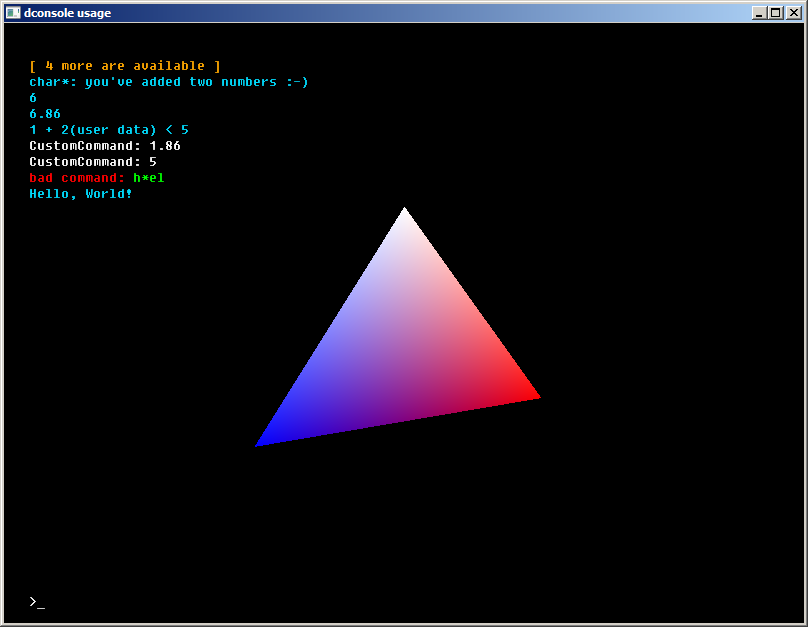 dconsole usage
[ 4 more are available ]
char*: you've added two numbers :-)
6
6.86
1 + 2(user data) < 5
CustomCommand: 1.86
CustomCommand: 5
bad command: h*el
Hello, World!
>_